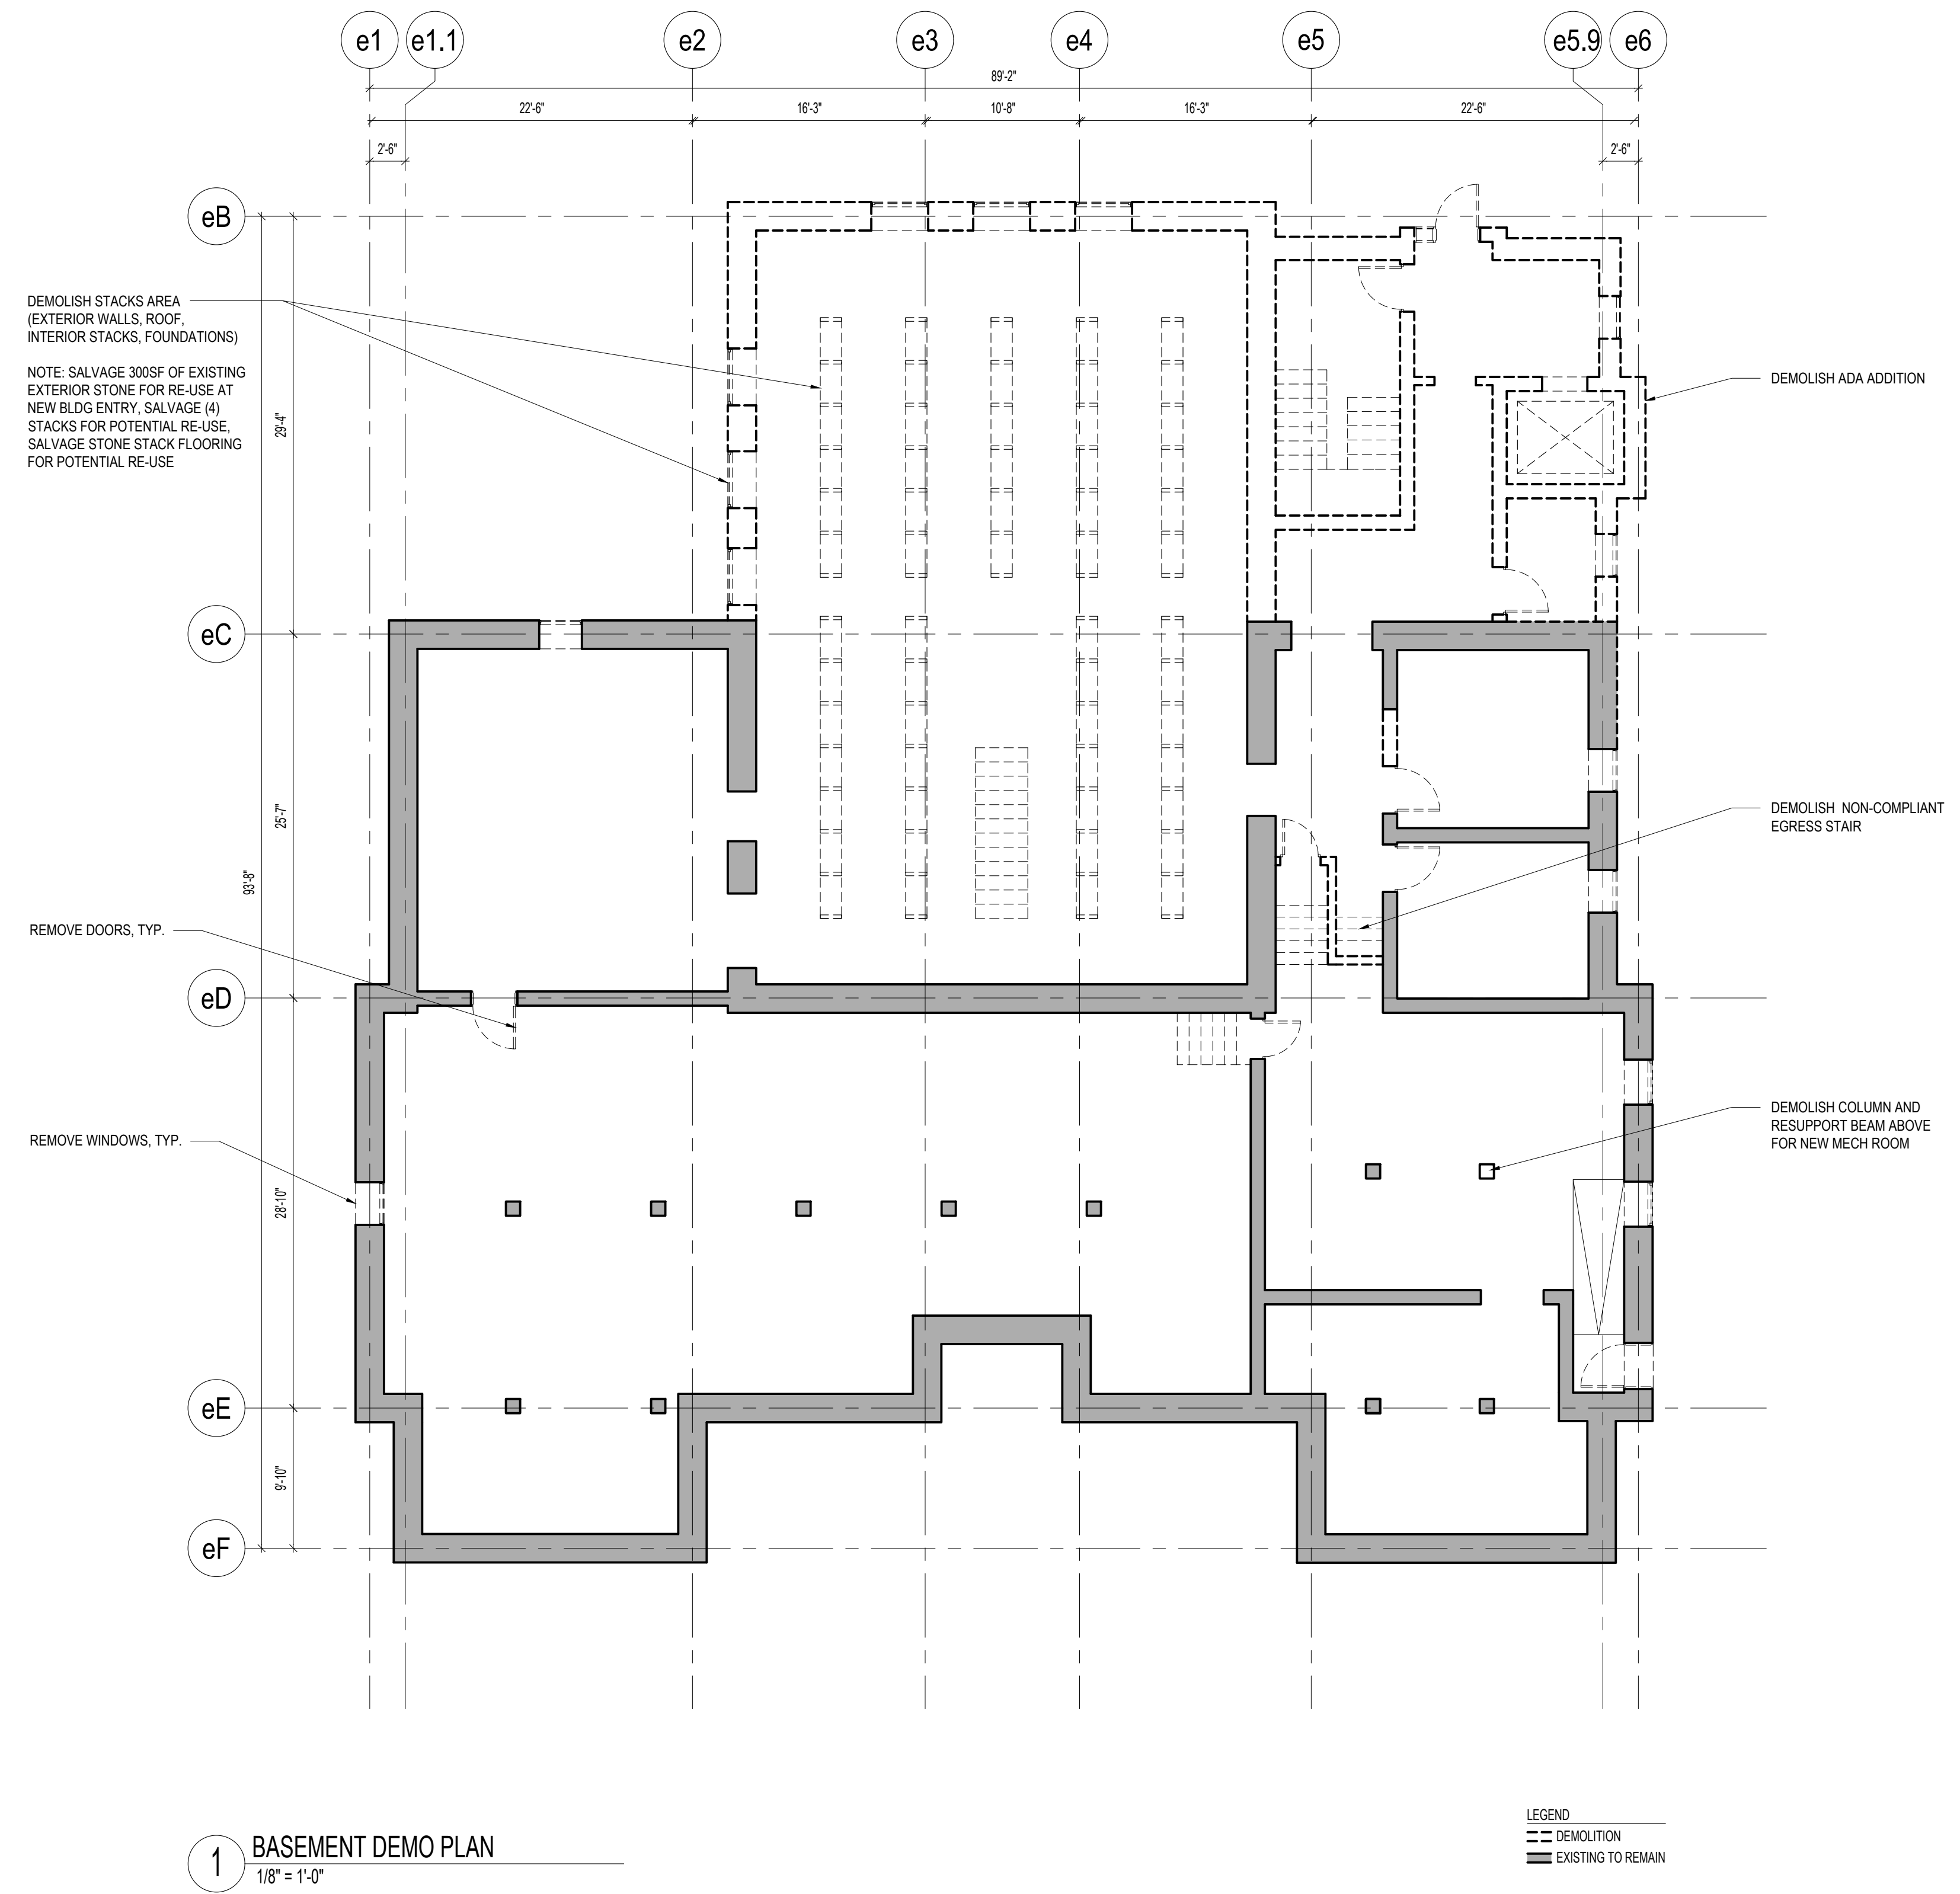 e1 e1.1 e2 e3 e4 e5 e5.9 e6
89'-2"
22'-6" 16'-3" 10'-8" 16'-3" 22'-6"
2'-6" 2'-6"
eB
DEMOLISH STACKS AREA
(EXTERIOR WALLS, ROOF,
INTERIOR STACKS, FOUNDATIONS)
NOTE: SALVAGE 300SF OF EXISTING
EXTERIOR STONE FOR RE-USE AT
NEW BLDG ENTRY, SALVAGE (4)
STACKS FOR POTENTIAL RE-USE,
SALVAGE STONE STACK FLOORING
FOR POTENTIAL RE-USE
29'-4"
DEMOLISH ADA ADDITION
eC
25'-7"
93'-8"
DEMOLISH NON-COMPLIANT
EGRESS STAIR
REMOVE DOORS, TYP.
eD
REMOVE WINDOWS, TYP.
DEMOLISH COLUMN AND
RESUPPORT BEAM ABOVE
FOR NEW MECH ROOM
28'-10"
eE
9'-10"
eF
1
BASEMENT DEMO PLAN
1/8" = 1'-0"
LEGEND
DEMOLITION
EXISTING TO REMAIN